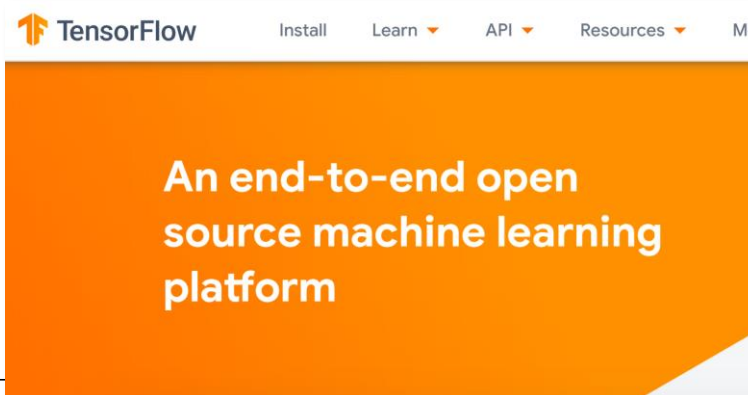 TensorFlow Install Learn API Resources M
An end-to-end open
source machine learning
platform